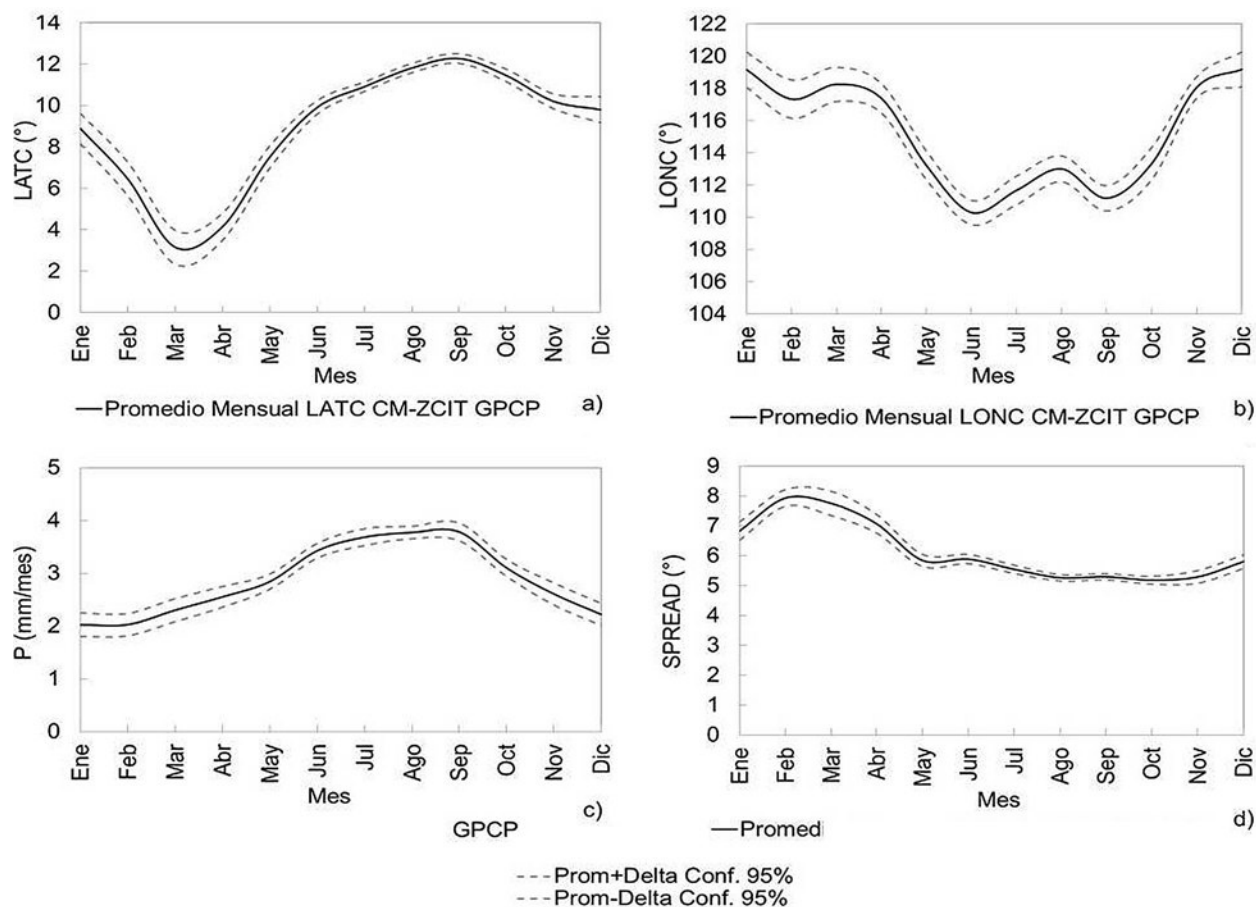 14
12
10
8
6
4
2
0
LATC (°)
Ene Feb Mar Abr May Jun Jul Ago Sep Oct Nov Dic
Mes
Promedio Mensual LATC CM-ZCIT GPCP
a)
122
120
118
116
114
112
110
108
106
104
LONC (°)
Ene Feb Mar Abr May Jun Jul Ago Sep Oct Nov Dic
Mes
Promedio Mensual LONC CM-ZCIT GPCP
b)
5
4
3
2
1
0
P (mm/mes)
Ene Feb Mar Abr May Jun Jul Ago Sep Oct Nov Dic
Mes
GPCP
c)
9
8
7
6
5
4
3
2
1
0
SPREAD (°)
Ene Feb Mar Abr May Jun Jul Ago Sep Oct Nov Dic
Mes
Promed
d)
Prom+Delta Conf. 95%
Prom-Delta Conf. 95%